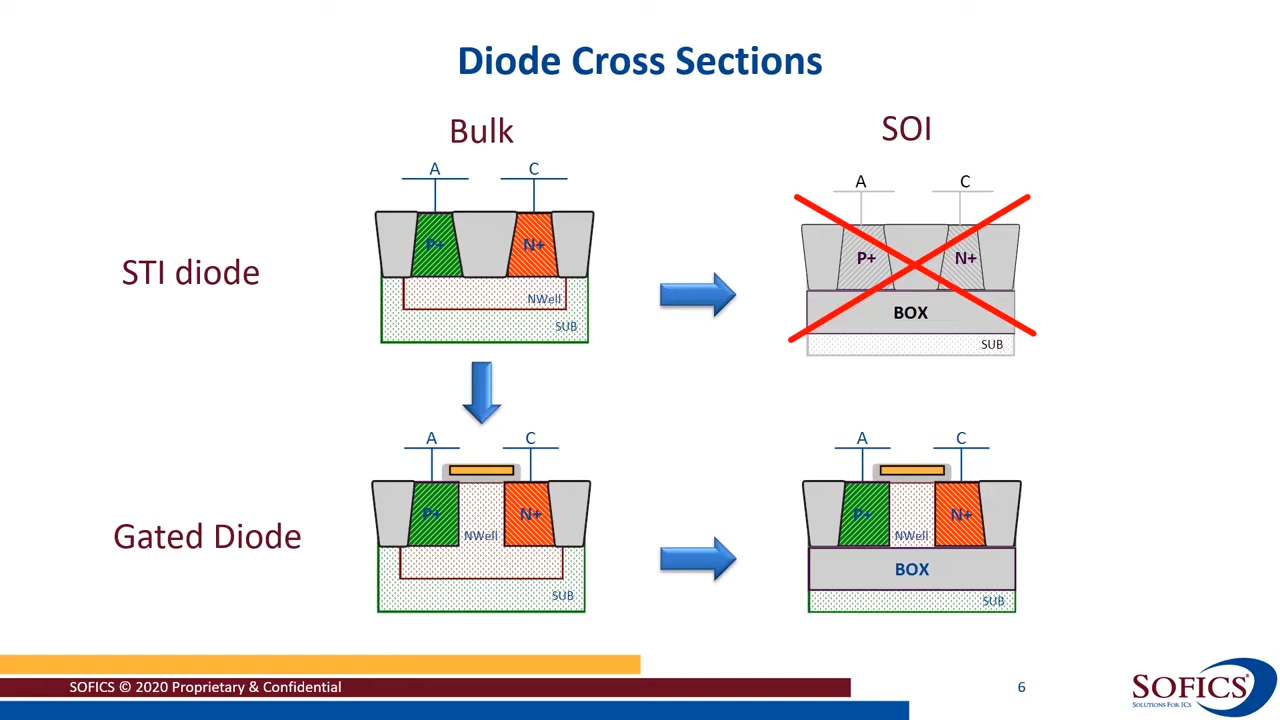 Diode Cross Sections
Bulk
SOI
STI diode
A
C
P+
N+
NWell
SUB
A
C
P+
N+
BOX
SUB
Gated Diode
A
C
P+
N+
NWell
SUB
A
C
P+
N+
NWell
BOX
SUB
SOFICS © 2020 Proprietary & Confidential
6
SOFICS®
SOLUTIONS FOR ICS